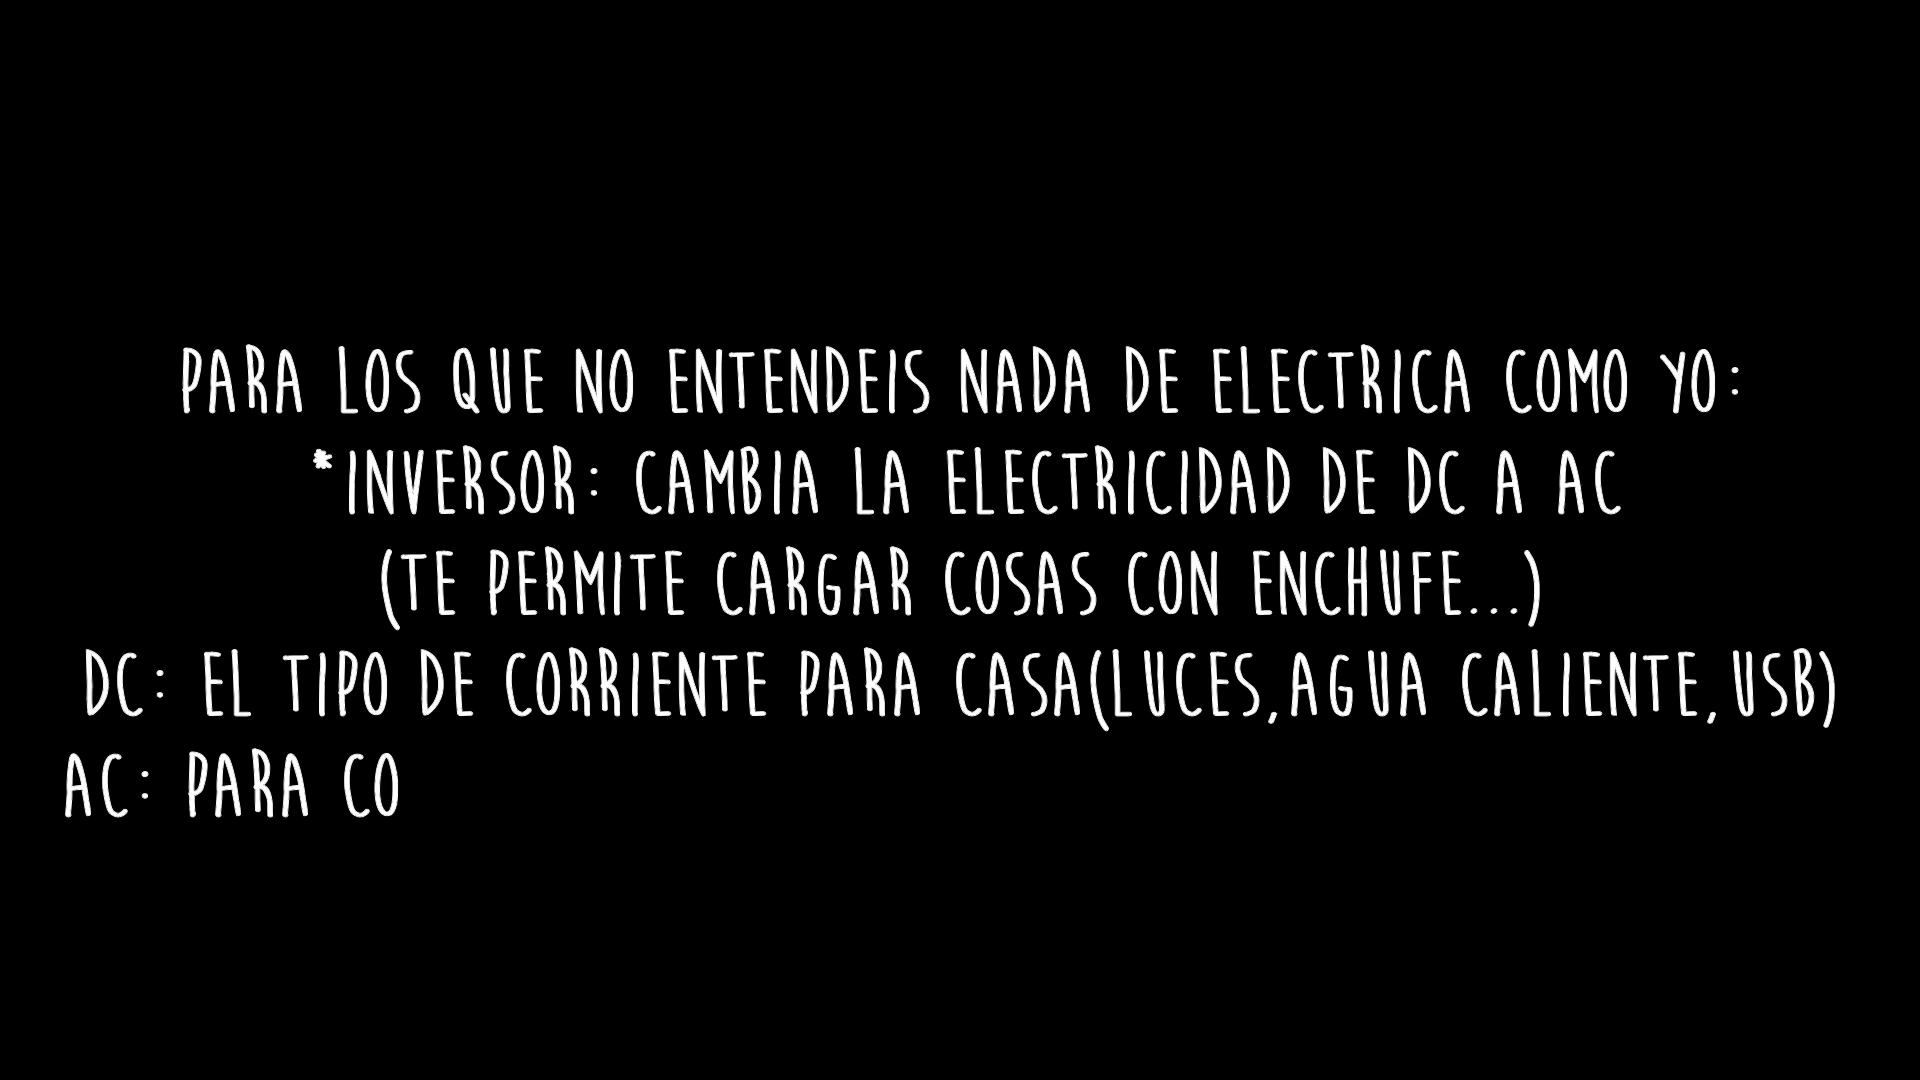 PARA LOS QUE NO ENTENDEIS NADA DE ELECTRICA COMO YO:
*INVERSOR: CAMBIA LA ELECTRICIDAD DE DC A AC
(TE PERMITE CARGAR COSAS CON ENCHUFE...)
DC: EL TIPO DE CORRIENTE PARA CASA(LUCES,AGUA CALIENTE,USB)
AC: PARA CO